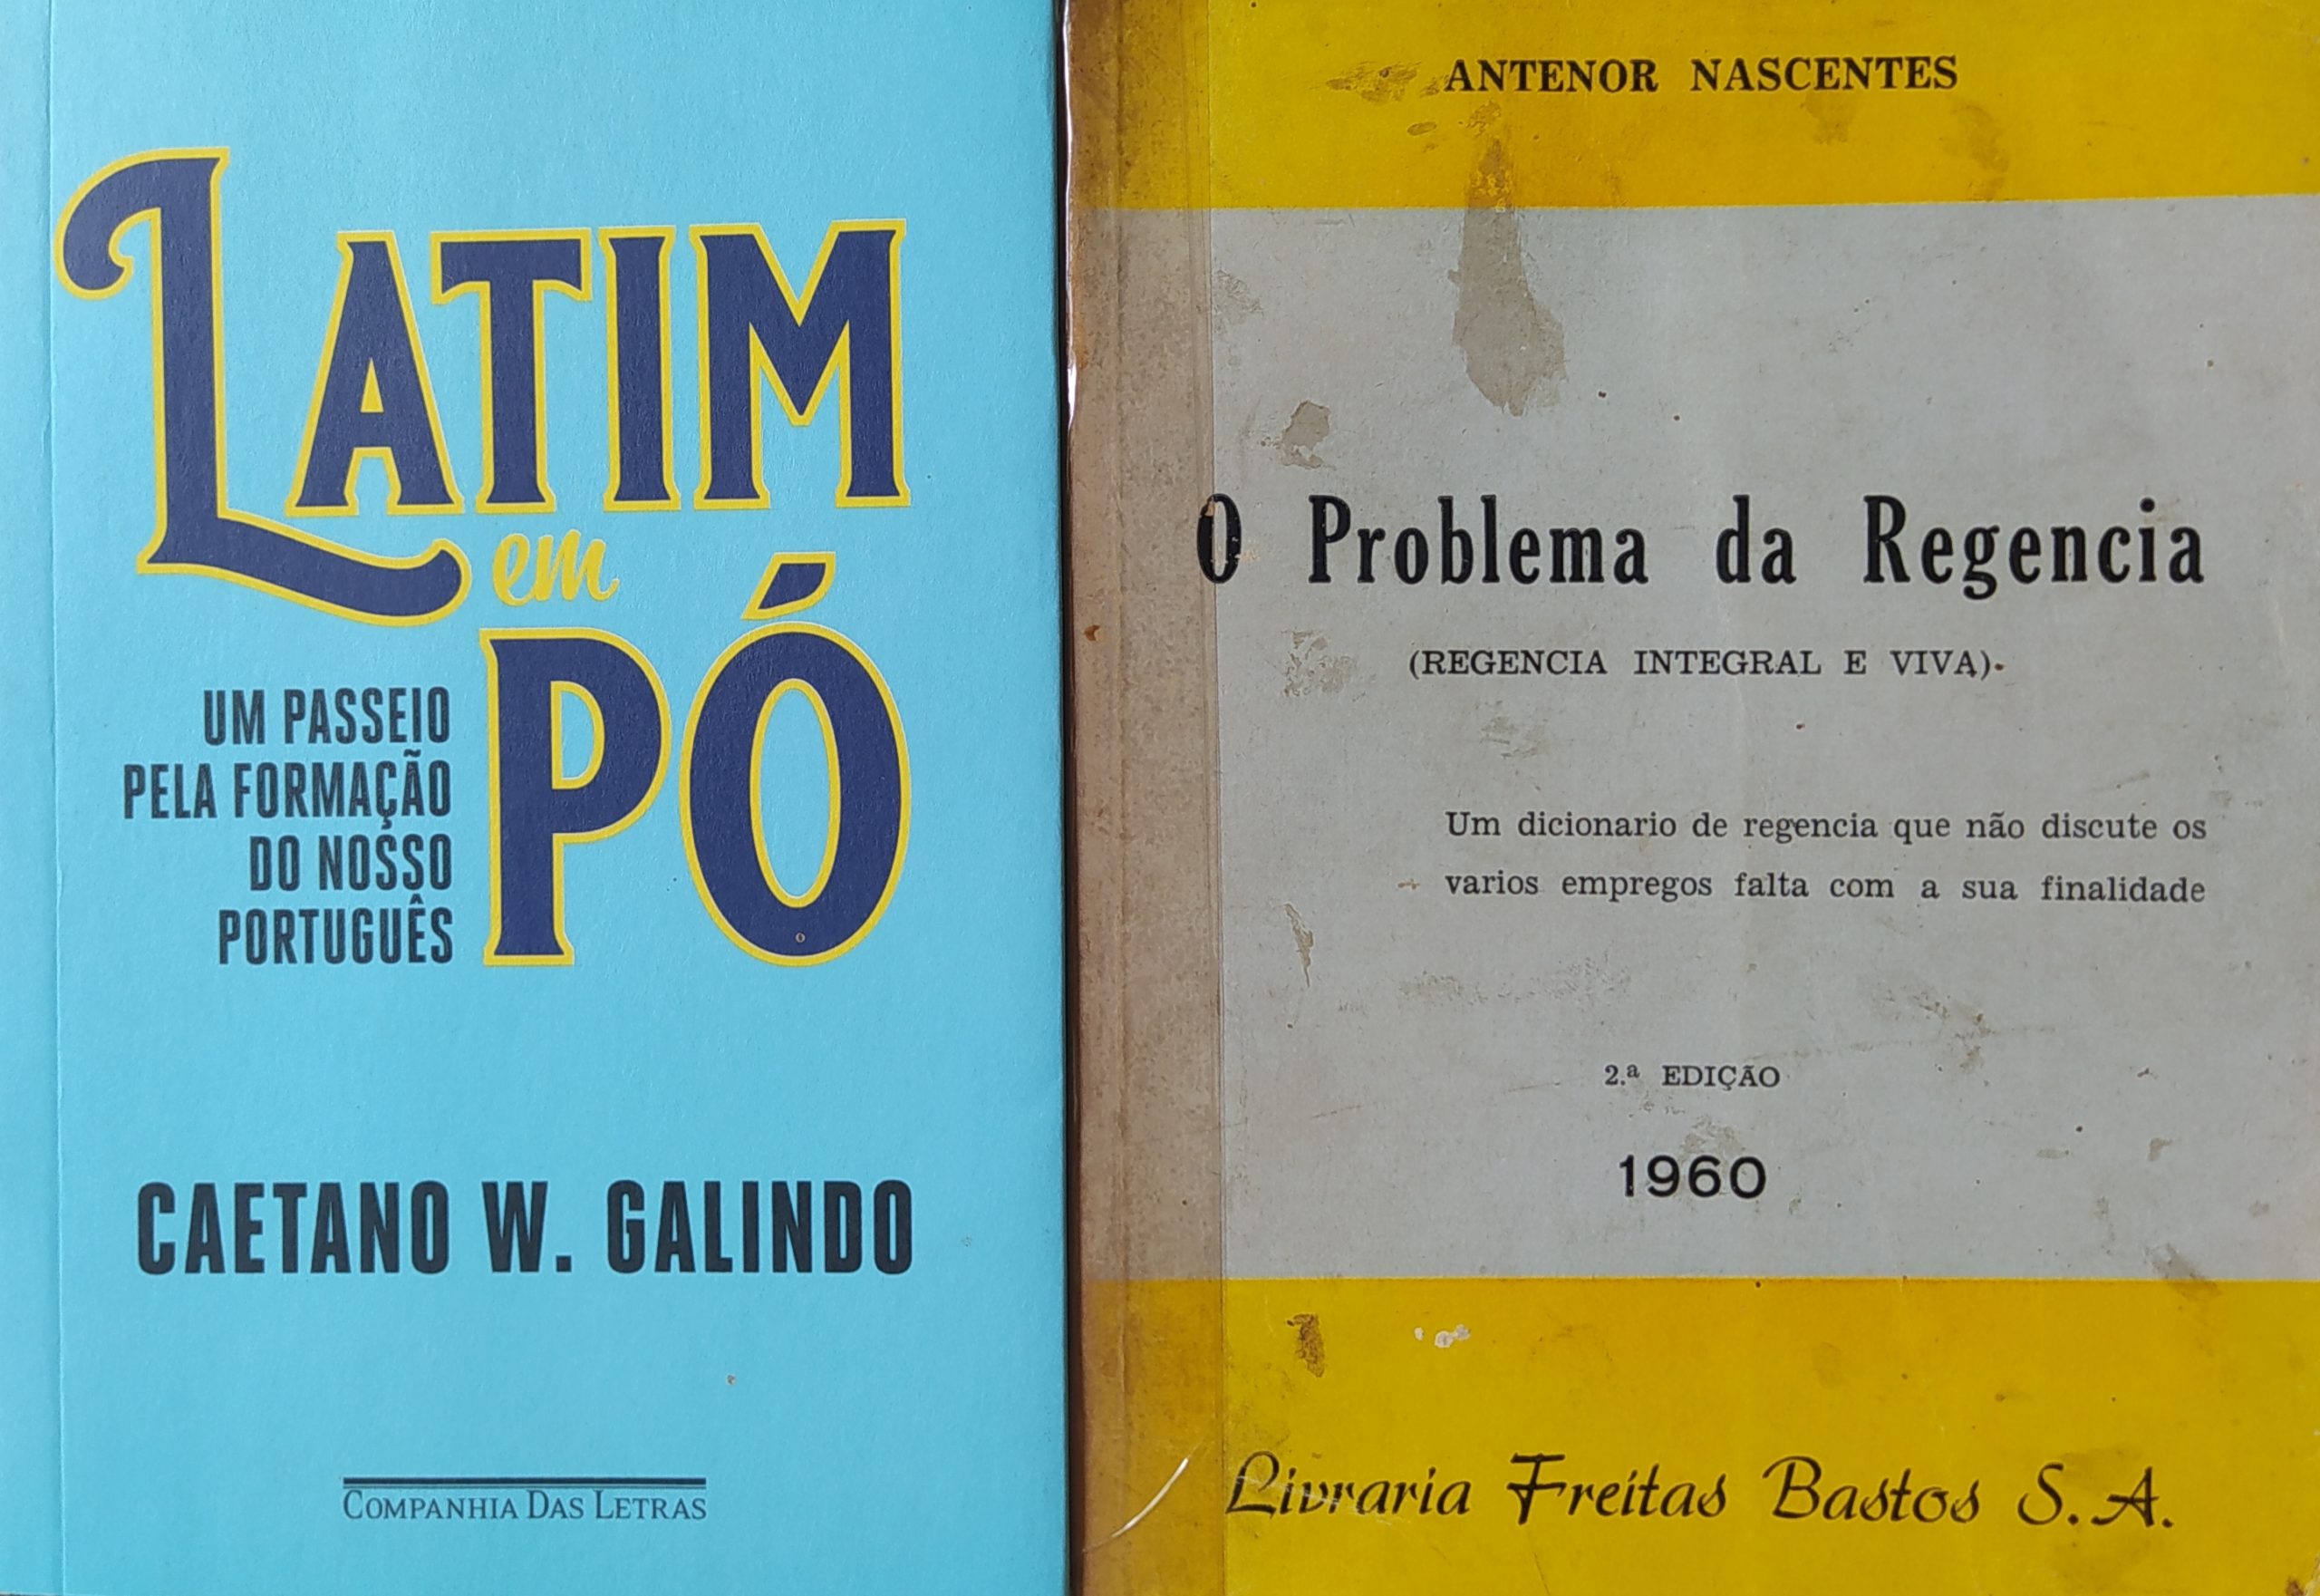 LATIM
em
PÓ
UM PASSEIO
PELA FORMAÇÃO
DO NOSSO
PORTUGUÊS
CAETANO W. GALINDO
COMPANHIA DAS LETRAS
ANTENOR NASCENTES
O Problema da Regencia
(REGENCIA INTEGRAL E VIVA)
Um dicionario de regencia que não discute os
varios empregos falta com a sua finalidade
2.ª EDIÇÃO
1960
Livraria Freitas Bastos S.A.